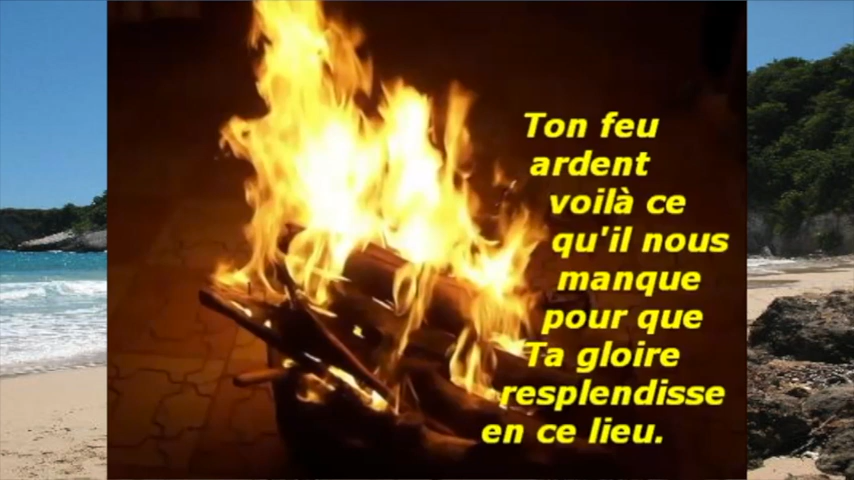 Ton feu
ardent
voilà ce
qu'il nous
manque
pour que
Ta gloire
resplendisse
en ce lieu.